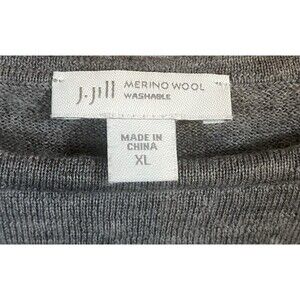 J.Jill MERINO WOOL
WASHABLE
MADE IN
CHINA
XL